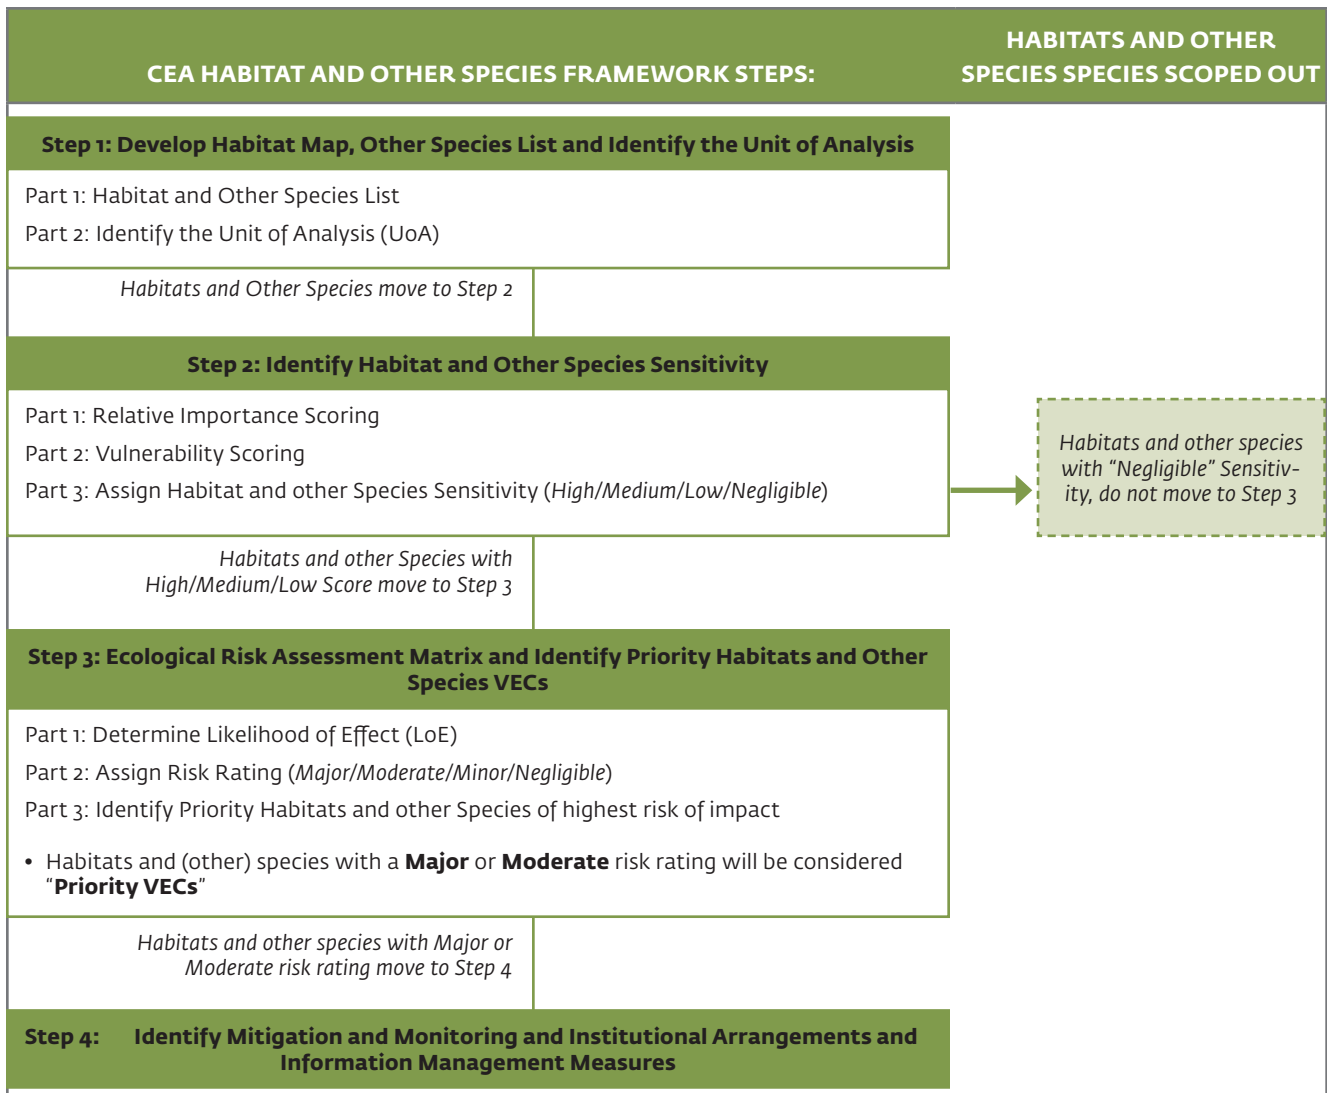 CEA HABITAT AND OTHER SPECIES FRAMEWORK STEPS:
HABITATS AND OTHER
SPECIES SPECIES SCOPED OUT
Step 1: Develop Habitat Map, Other Species List and Identify the Unit of Analysis
Part 1: Habitat and Other Species List
Part 2: Identify the Unit of Analysis (UoA)
Habitats and Other Species move to Step 2
Step 2: Identify Habitat and Other Species Sensitivity
Part 1: Relative Importance Scoring
Part 2: Vulnerability Scoring
Part 3: Assign Habitat and other Species Sensitivity (High/Medium/Low/Negligible)
Habitats and other species
with “Negligible” Sensitiv-
ity, do not move to Step 3
Habitats and other Species with
High/Medium/Low Score move to Step 3
Step 3: Ecological Risk Assessment Matrix and Identify Priority Habitats and Other
Species VECs
Part 1: Determine Likelihood of Effect (LoE)
Part 2: Assign Risk Rating (Major/Moderate/Minor/Negligible)
Part 3: Identify Priority Habitats and other Species of highest risk of impact
• Habitats and (other) species with a Major or Moderate risk rating will be considered
“Priority VECs”
Habitats and other species with Major or
Moderate risk rating move to Step 4
Step 4: Identify Mitigation and Monitoring and Institutional Arrangements and
Information Management Measures